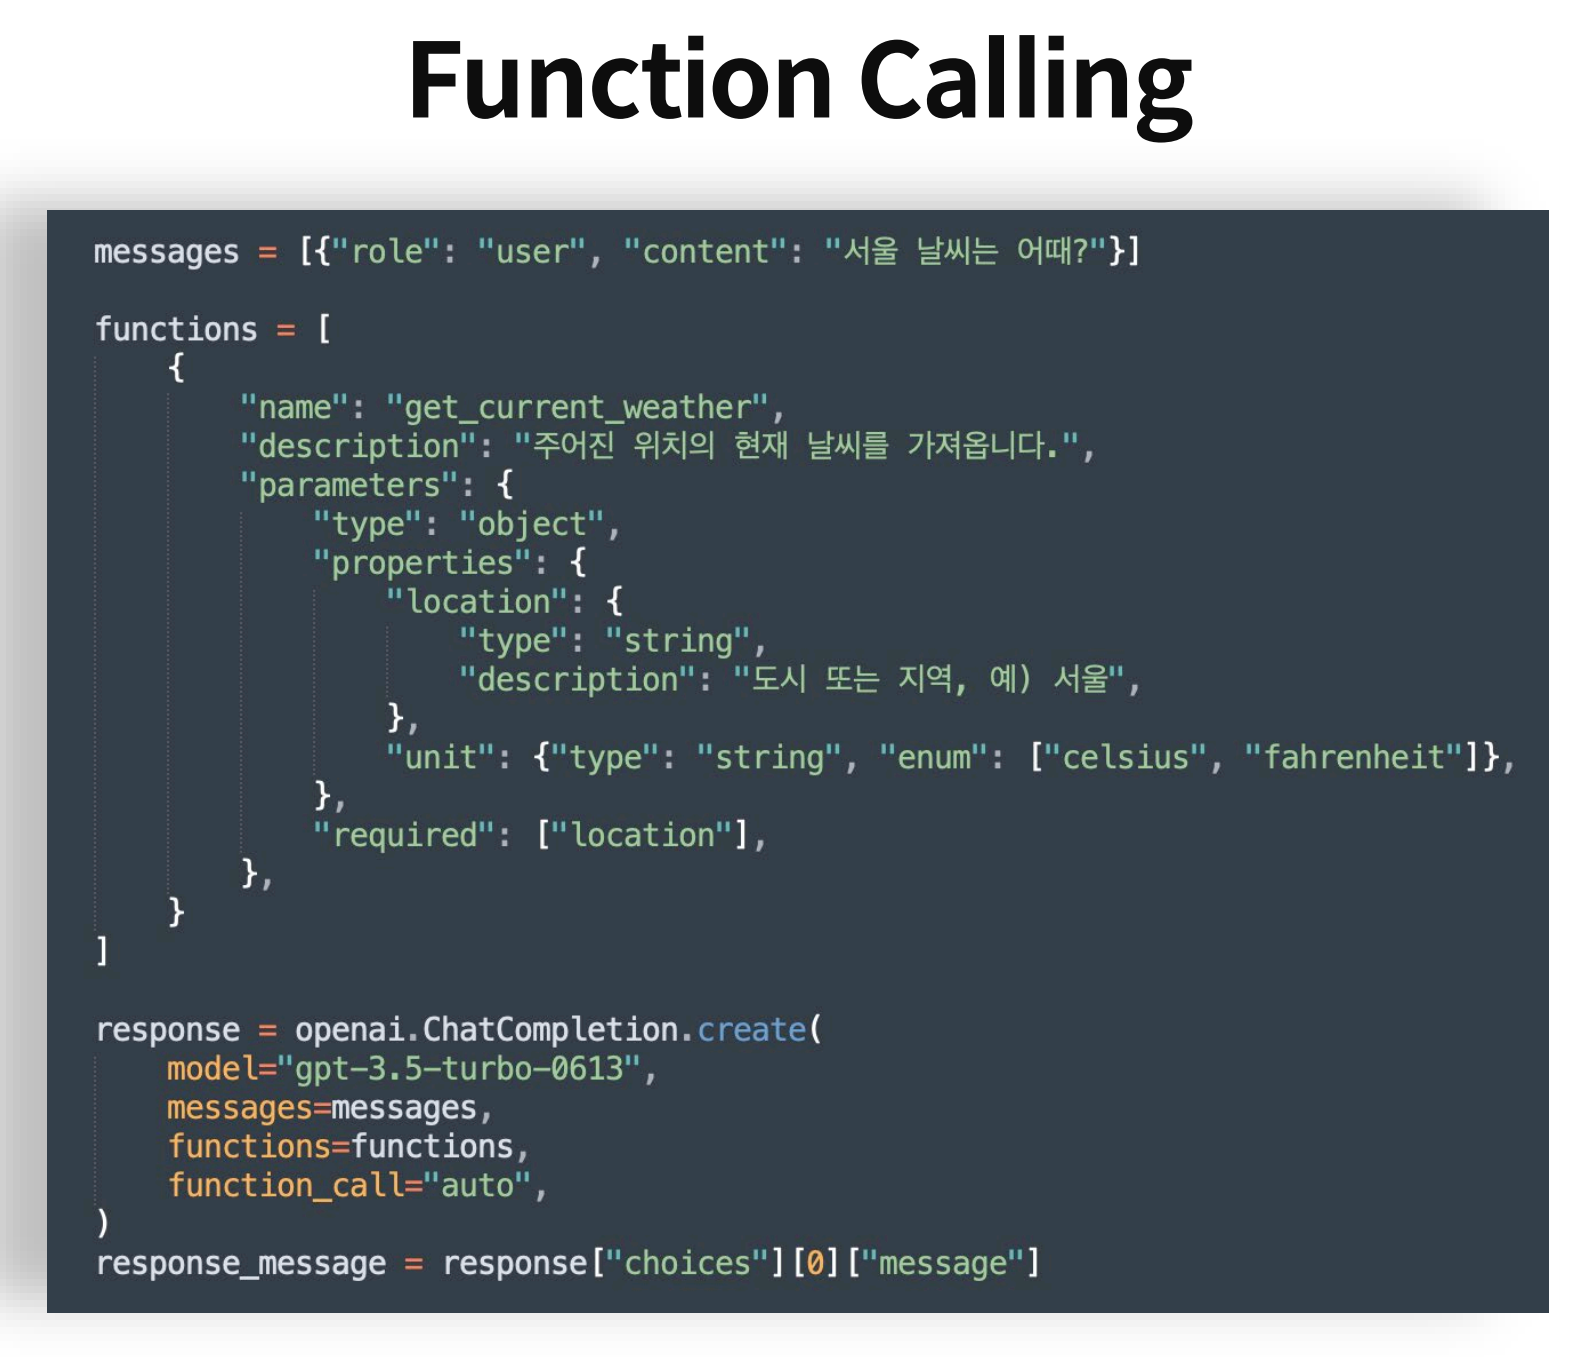 Function Calling
messages = [{"role": "user", "content": "서울 날씨는 어때?"}]
functions = [
{
"name": "get_current_weather",
"description": "주어진 위치의 현재 날씨를 가져옵니다.",
"parameters": {
"type": "object",
"properties": {
"location": {
"type": "string",
"description": "도시 또는 지역, 예) 서울",
},
"unit": {"type": "string", "enum": ["celsius", "fahrenheit"]},
},
"required": ["location"],
},
}
]
response = openai.ChatCompletion.create(
model="gpt-3.5-turbo-0613",
messages=messages,
functions=functions,
function_call="auto",
)
response_message = response["choices"][0]["message"]